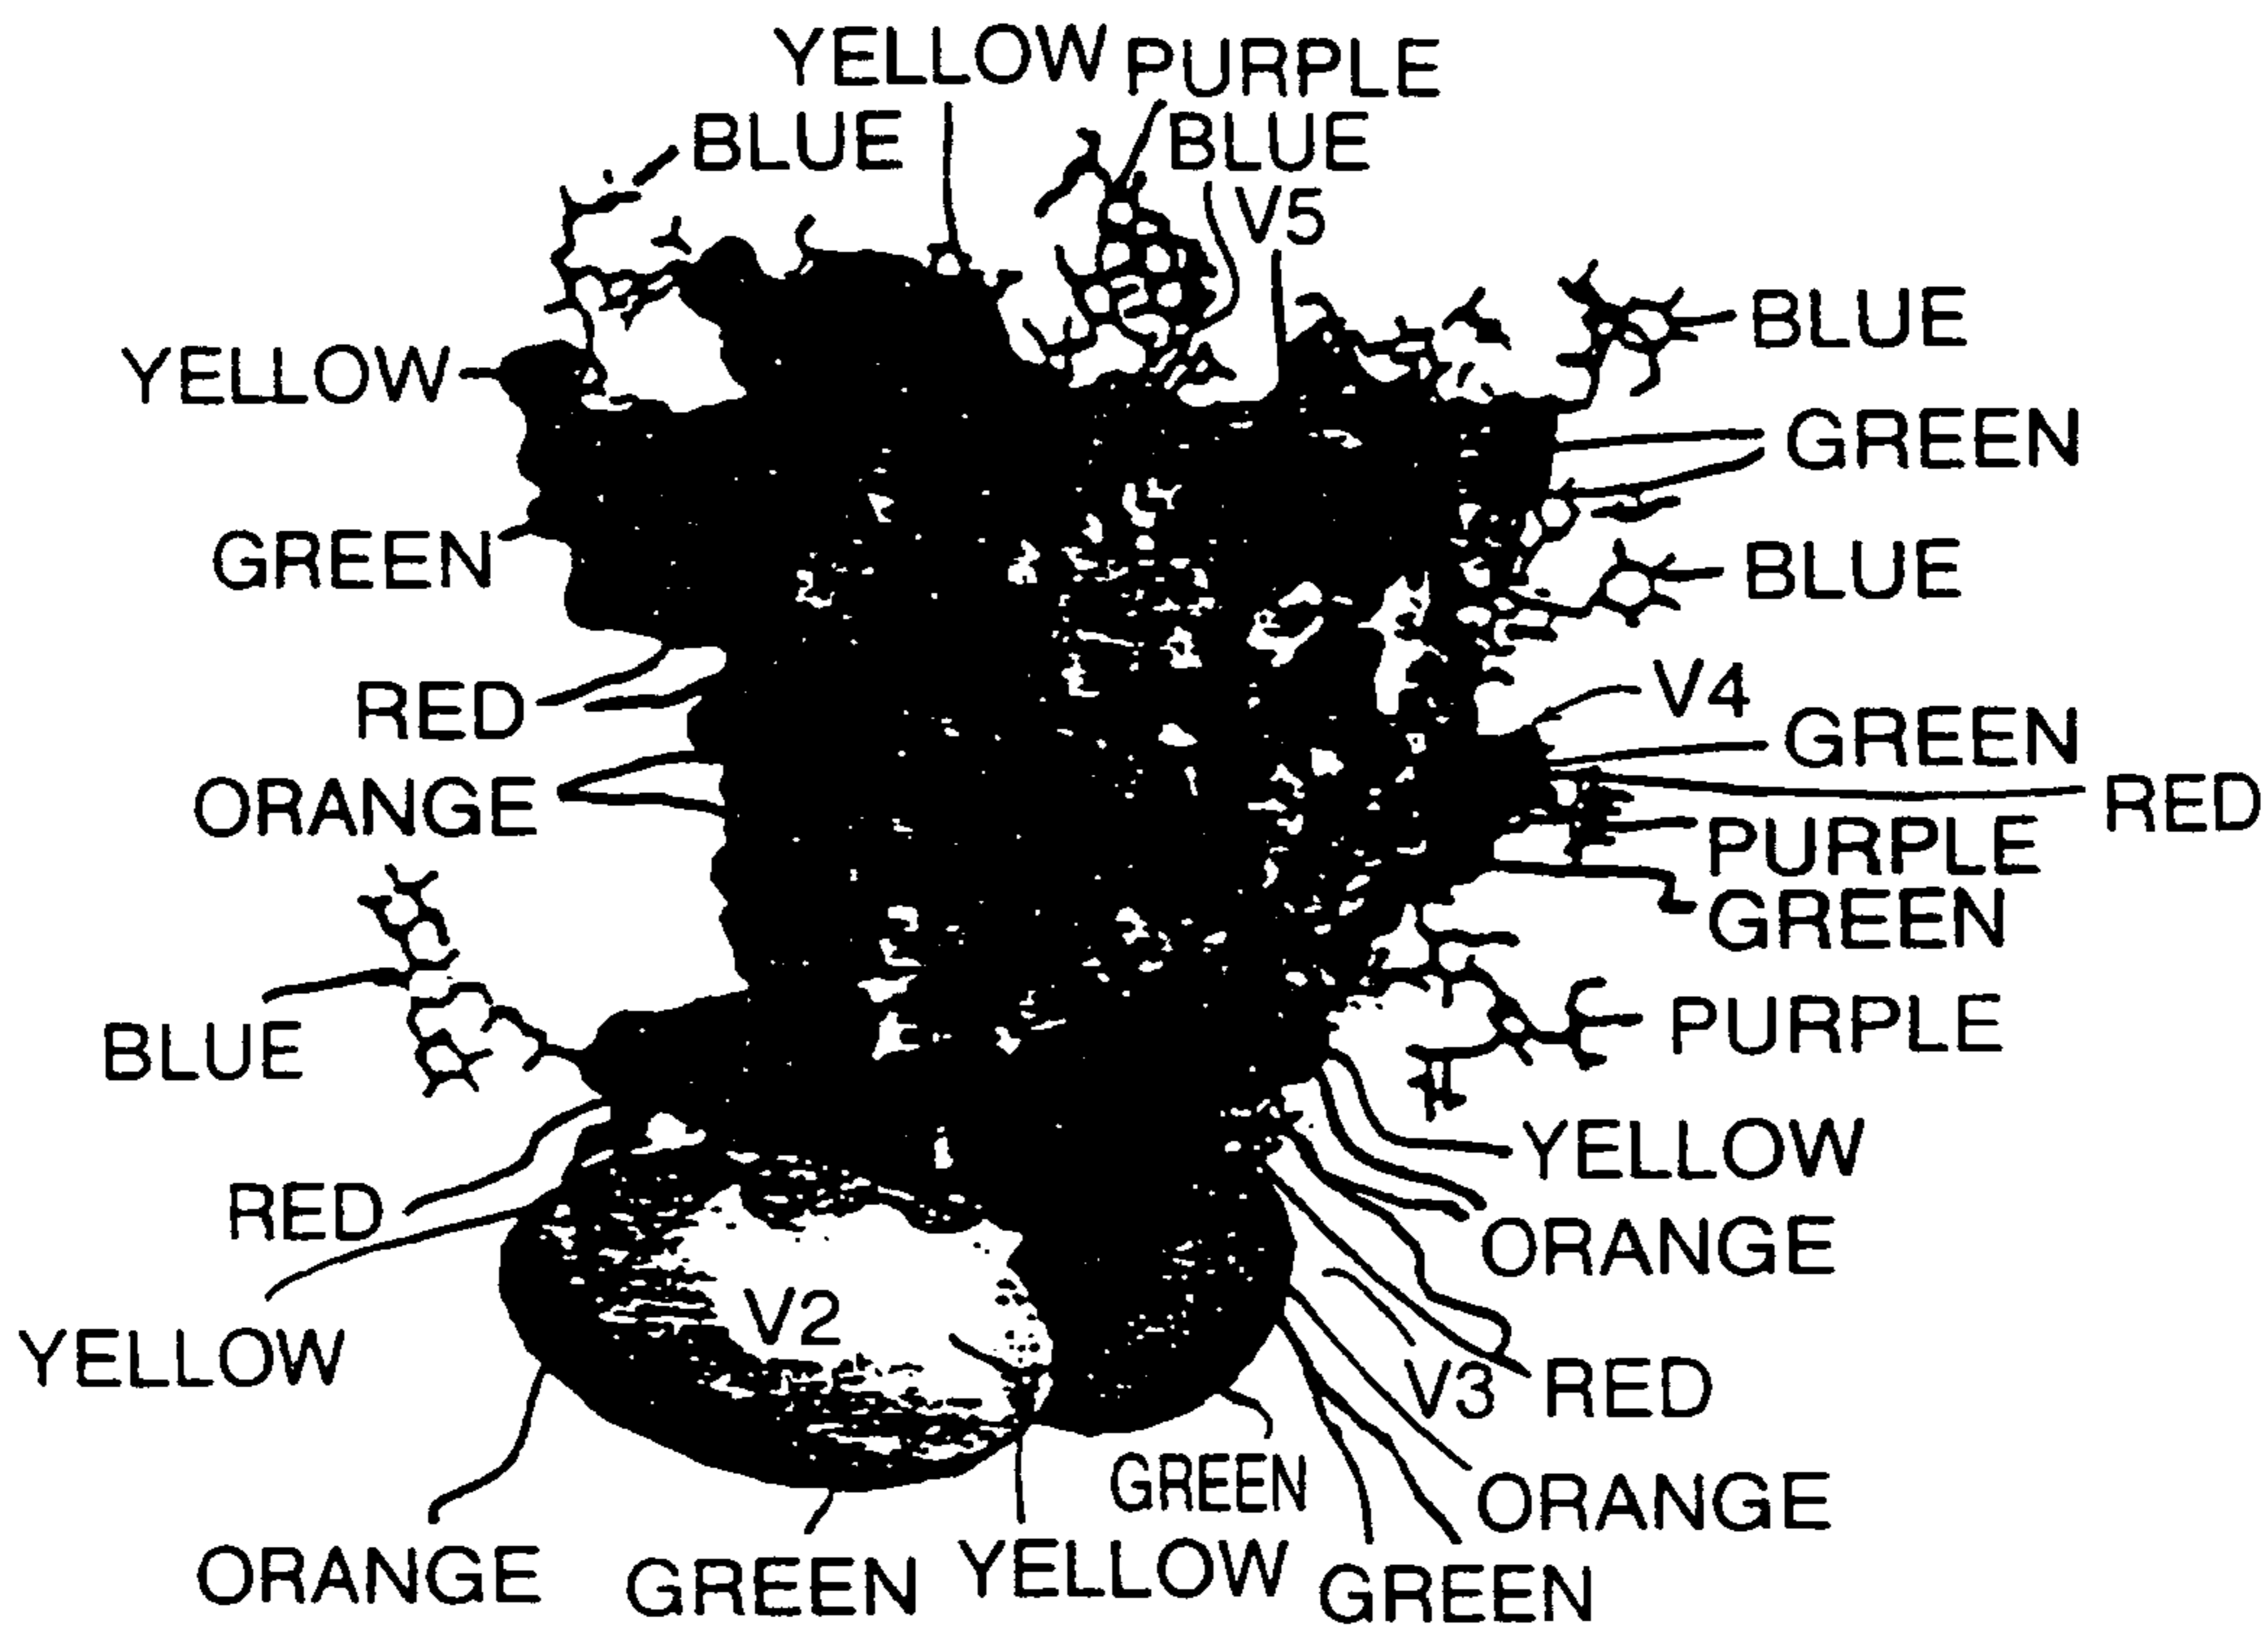 YELLOW PURPLE
BLUE BLUE
V5
BLUE
YELLOW
GREEN
GREEN
BLUE
RED
V4
GREEN
ORANGE
RED
PURPLE
GREEN
BLUE
PURPLE
YELLOW
RED
ORANGE
V2
YELLOW
V3 RED
GREEN
ORANGE
ORANGE
GREEN
YELLOW
GREEN